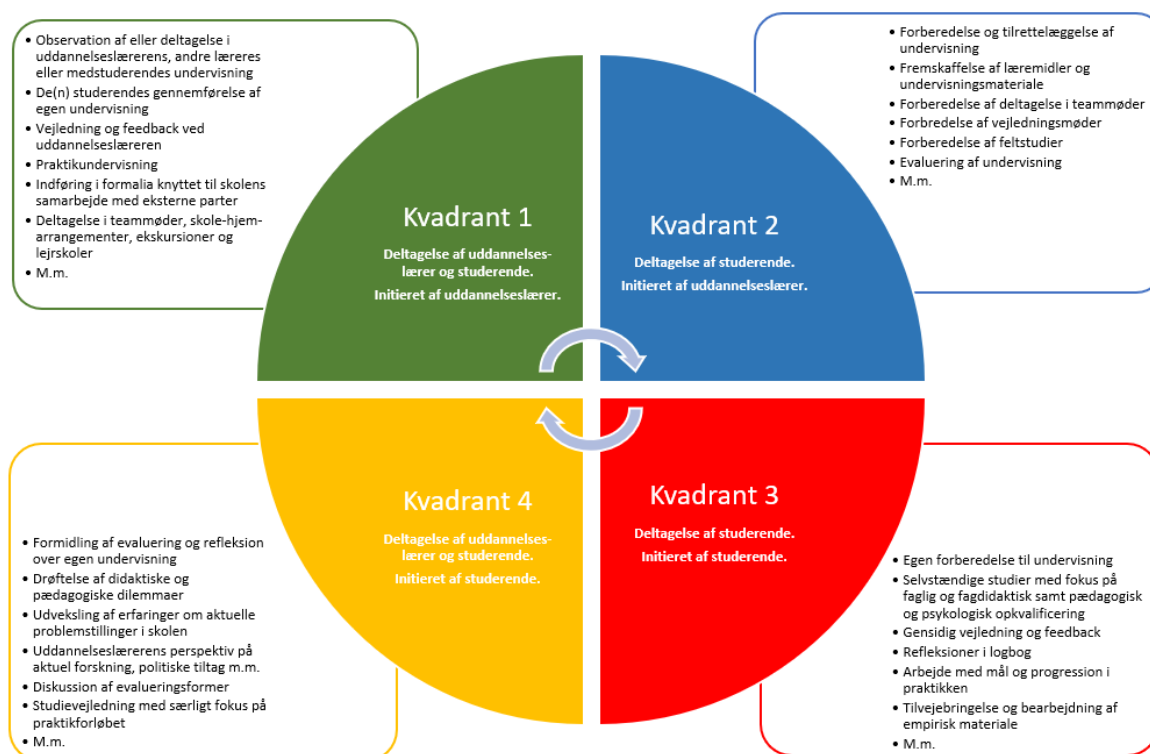 • Observation af eller deltagelse i
uddannelseslærerens, andre læreres
eller medstuderendes undervisning
• De(n) studerendes gennemførelse af
egen undervisning
• Vejledning og feedback ved
uddannelseslæreren
• Praktikundervisning
• Indføring i formalia knyttet til skolens
samarbejde med eksterne parter
• Deltagelse i teammøder, skole-hjem-
arrangementer, ekskursioner og
lejrskoler
• M.m.
Kvadrant 1
Deltagelse af uddannelses-
lærer og studerende.
Initieret af uddannelseslærer.
• Forberedelse og tilrettelæggelse af
undervisning
• Fremskaffelse af læremidler og
undervisningsmateriale
• Forberedelse af deltagelse i teammøder
• Forbredelse af vejledningsmøder
• Forberedelse af feltstudier
• Evaluering af undervisning
• M.m.
Kvadrant 2
Deltagelse af studerende.
Initieret af uddannelseslærer.
Kvadrant 4
Deltagelse af uddannelses-
lærer og studerende.
Initieret af studerende.
• Formidling af evaluering og refleksion
over egen undervisning
• Drøftelse af didaktiske og
pædagogiske dilemmaer
• Udveksling af erfaringer om aktuelle
problemstillinger i skolen
• Uddannelseslærerens perspektiv på
aktuel forskning, politiske tiltag m.m.
• Diskussion af evalueringsformer
• Studievejledning med særligt fokus på
praktikforløbet
• M.m.
Kvadrant 3
Deltagelse af studerende.
Initieret af studerende.
• Egen forberedelse til undervisning
• Selvstændige studier med fokus på
faglig og fagdidaktisk samt pædagogisk
og psykologisk opkvalificering
• Gensidig vejledning og feedback
• Refleksioner i logbog
• Arbejde med mål og progression i
praktikken
• Tilvejebringelse og bearbejdning af
empirisk materiale
• M.m.